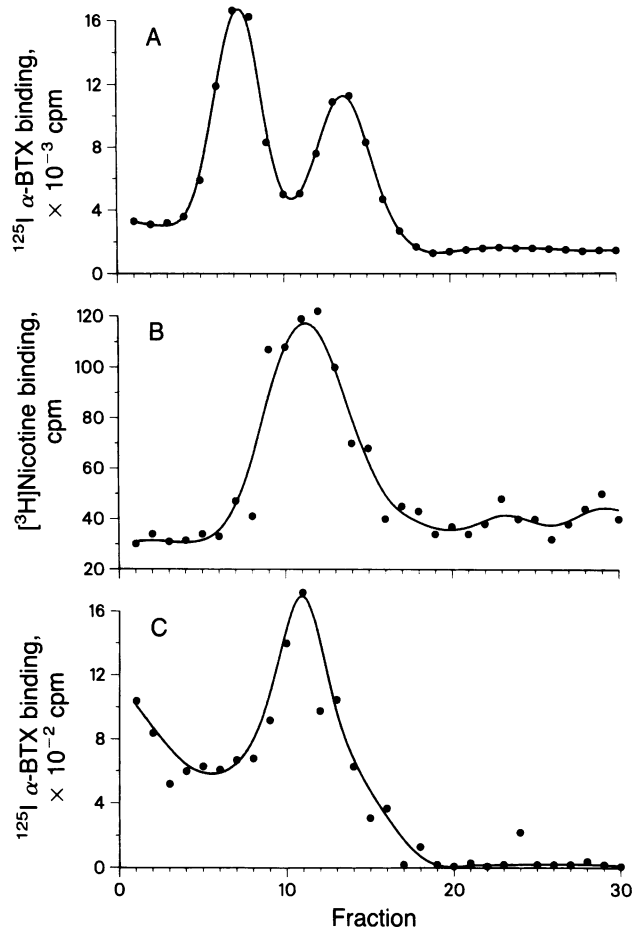 A
¹²⁵I α-BTX binding,
× 10⁻³ cpm
16
12
8
4
0
B
[³H]Nicotine binding,
cpm
120
100
80
60
40
20
C
¹²⁵I α-BTX binding,
× 10⁻² cpm
16
12
8
4
0
0 10 20 30
Fraction